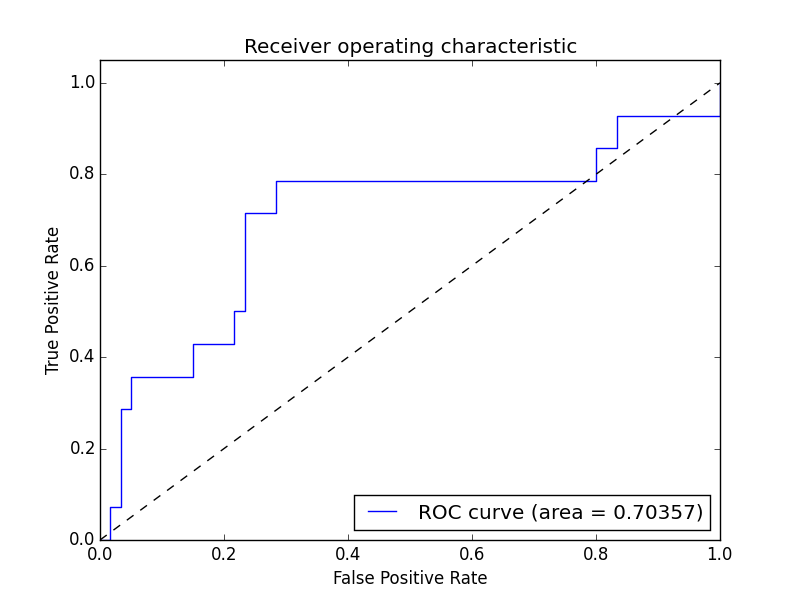 Receiver operating characteristic
1.0
0.8
0.6
0.4
0.2
0.0
True Positive Rate
ROC curve (area = 0.70357)
0.0 0.2 0.4 0.6 0.8 1.0
False Positive Rate